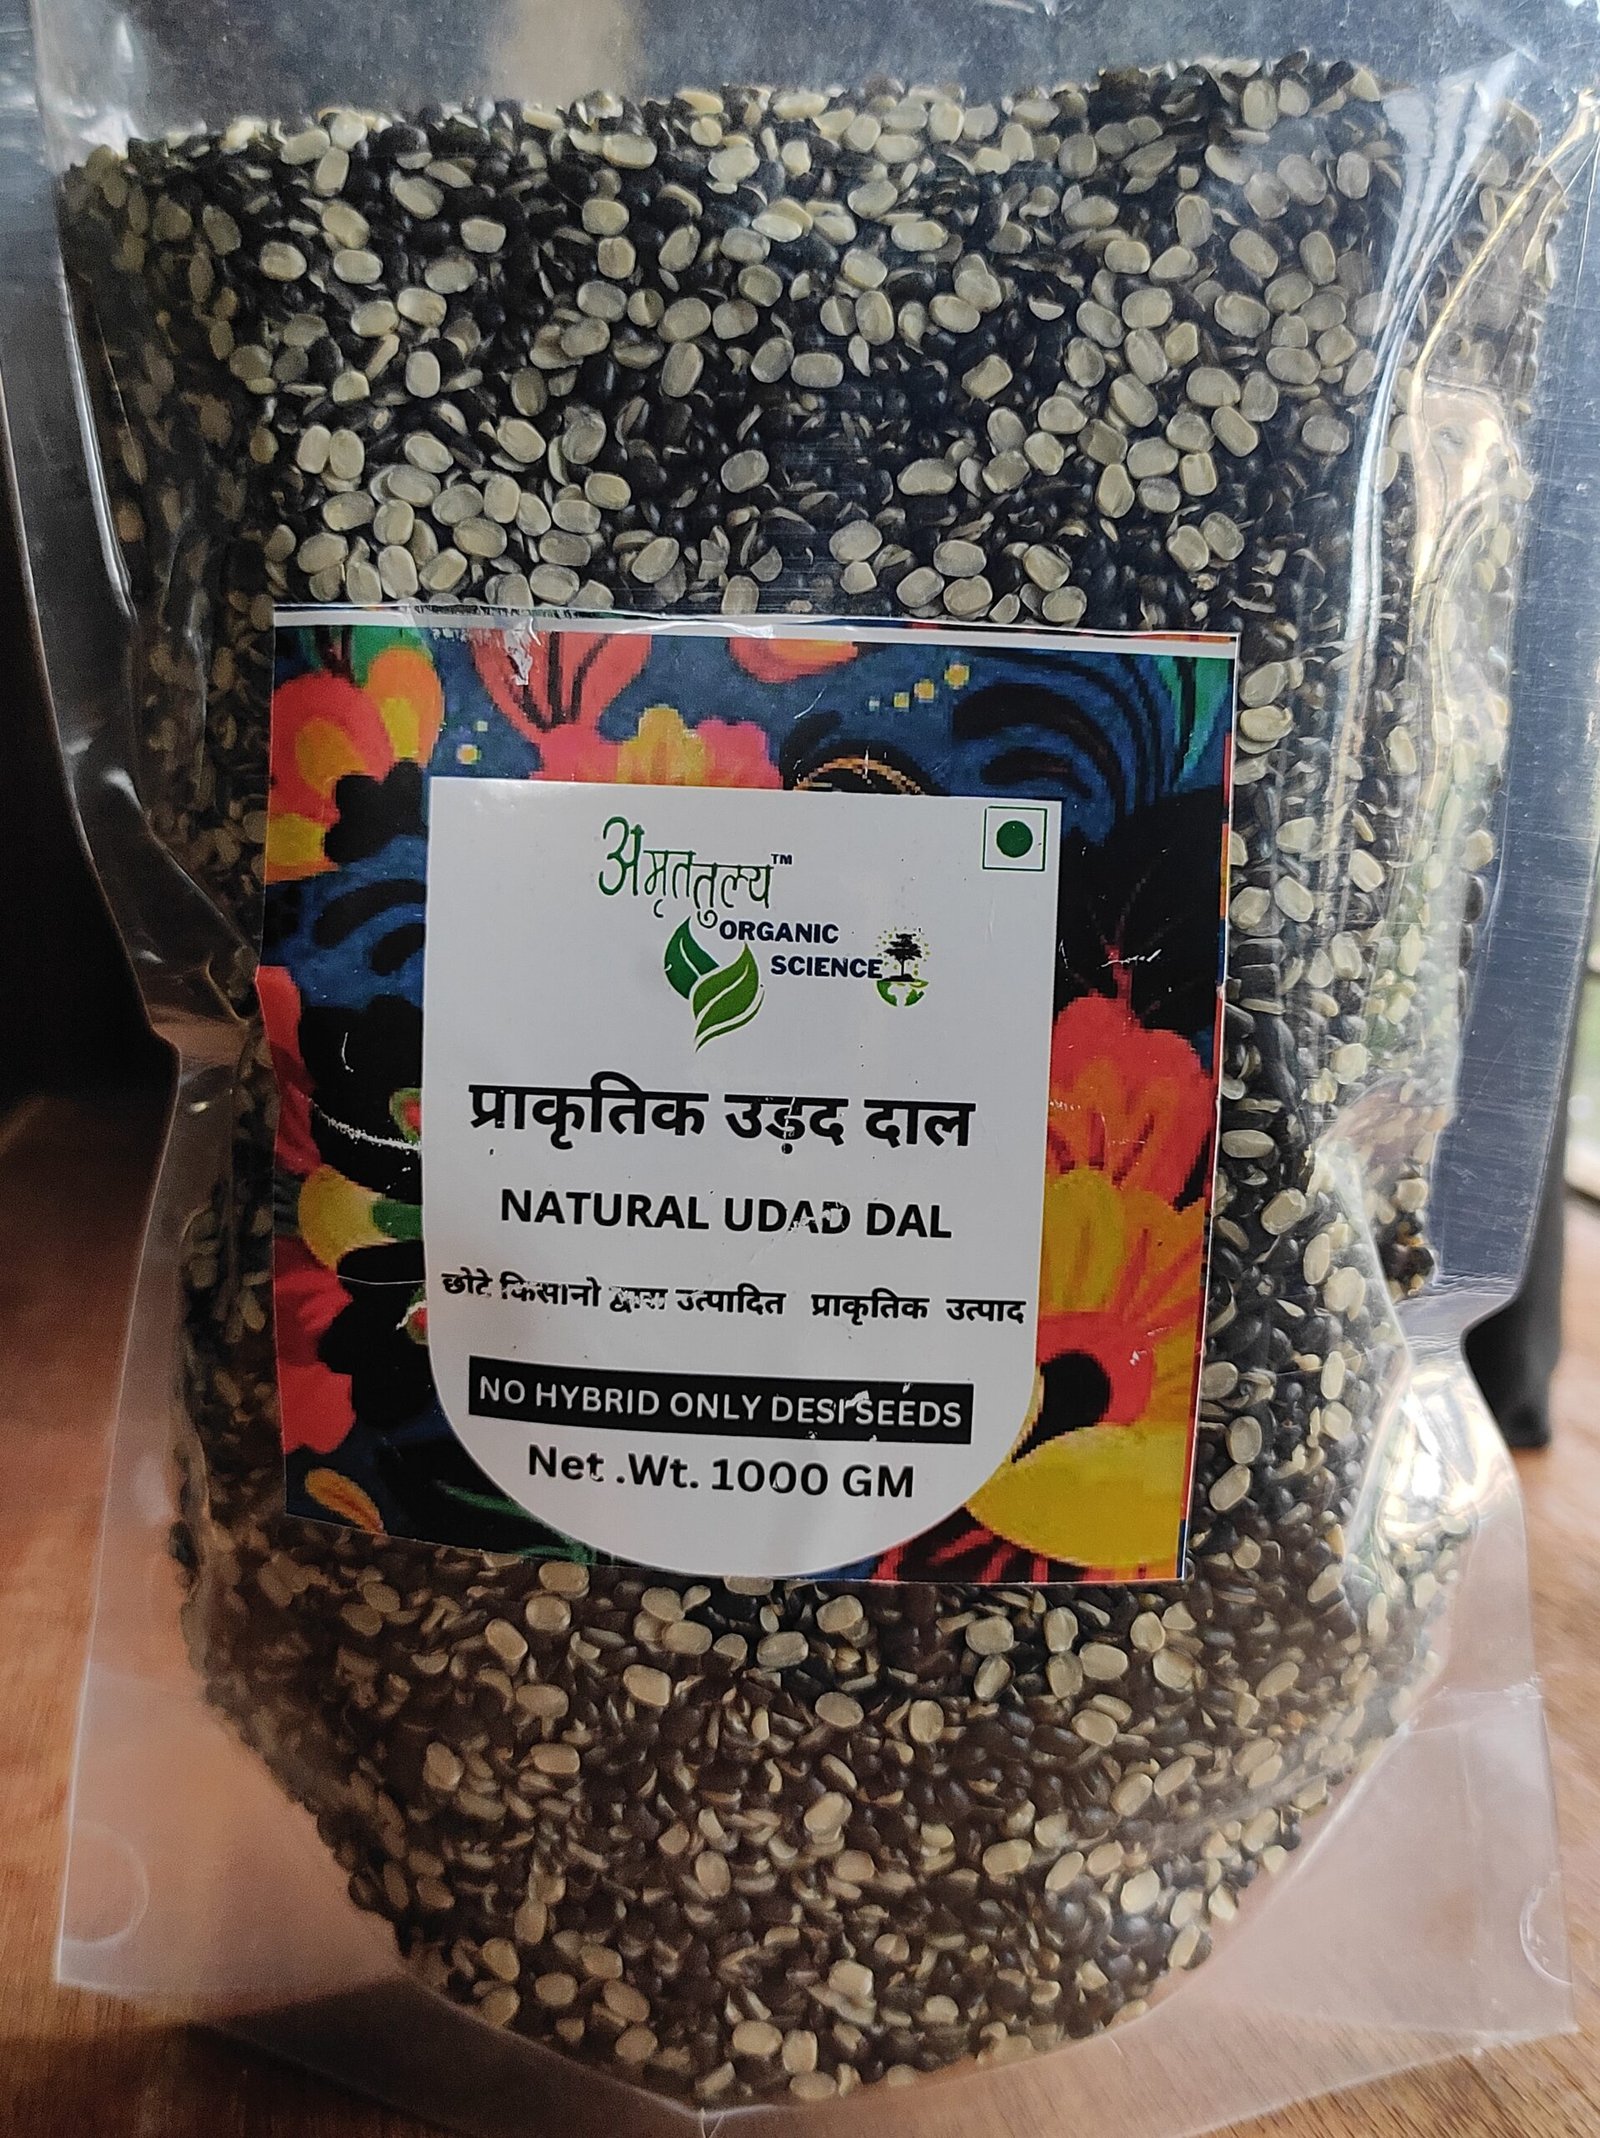 अमृततुल्य™
ORGANIC
SCIENCE
प्राकृतिक उड़द दाल
NATURAL UDAD DAL
छोटे किसानो द्वारा उत्पादित प्राकृतिक उत्पाद
NO HYBRID ONLY DESI SEEDS
Net .Wt. 1000 GM